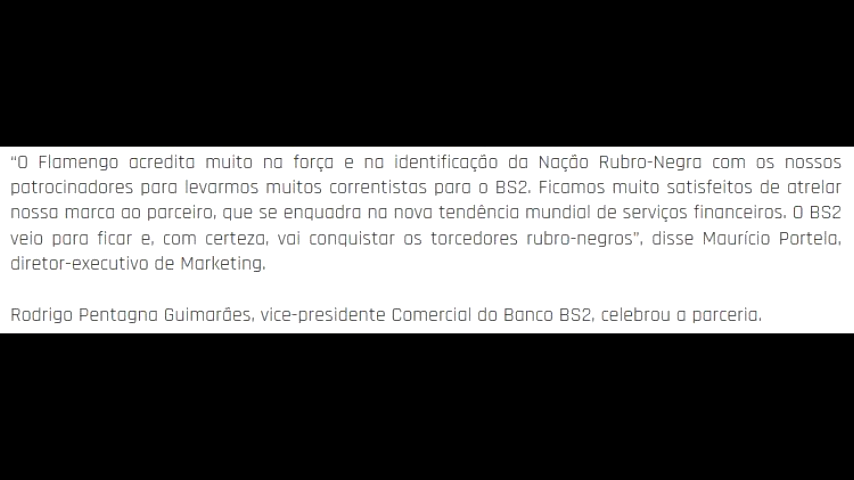 “O Flamengo acredita muito na força e na identificação da Nação Rubro-Negra com os nossos
patrocinadores para levarmos muitos correntistas para o BS2. Ficamos muito satisfeitos de atrelar
nossa marca ao parceiro, que se enquadra na nova tendência mundial de serviços financeiros. O BS2
veio para ficar e, com certeza, vai conquistar os torcedores rubro-negros”, disse Maurício Portela,
diretor-executivo de Marketing.
Rodrigo Pentagna Guimarães, vice-presidente Comercial do Banco BS2, celebrou a parceria.